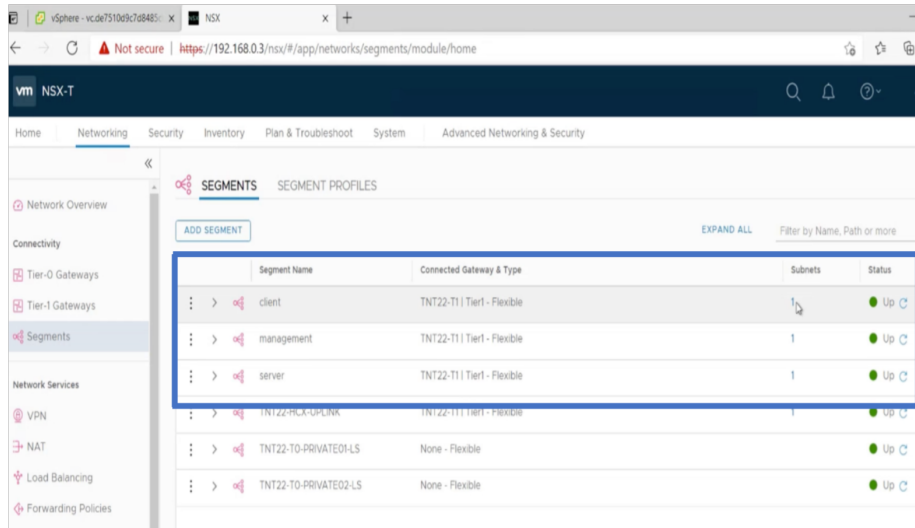 vSphere - vc.de7510d9c7d8485c
NSX
Not secure | https://192.168.0.3/nsx/#/app/networks/segments/module/home
vm NSX-T
Home Networking Security Inventory Plan & Troubleshoot System Advanced Networking & Security
Network Overview
Connectivity
Tier-0 Gateways
Tier-1 Gateways
Segments
Network Services
VPN
NAT
Load Balancing
Forwarding Policies
SEGMENTS SEGMENT PROFILES
ADD SEGMENT EXPAND ALL Filter by Name, Path or more
Segment Name Connected Gateway & Type Subnets Status
client TNT22-T1 | Tier1 - Flexible 1 Up
management TNT22-T1 | Tier1 - Flexible 1 Up
server TNT22-T1 | Tier1 - Flexible 1 Up
TNT22-HCX-UPLINK TNT22-T1 | Tier1 - Flexible 1 Up
TNT22-T0-PRIVATE01-LS None - Flexible Up
TNT22-T0-PRIVATE02-LS None - Flexible Up